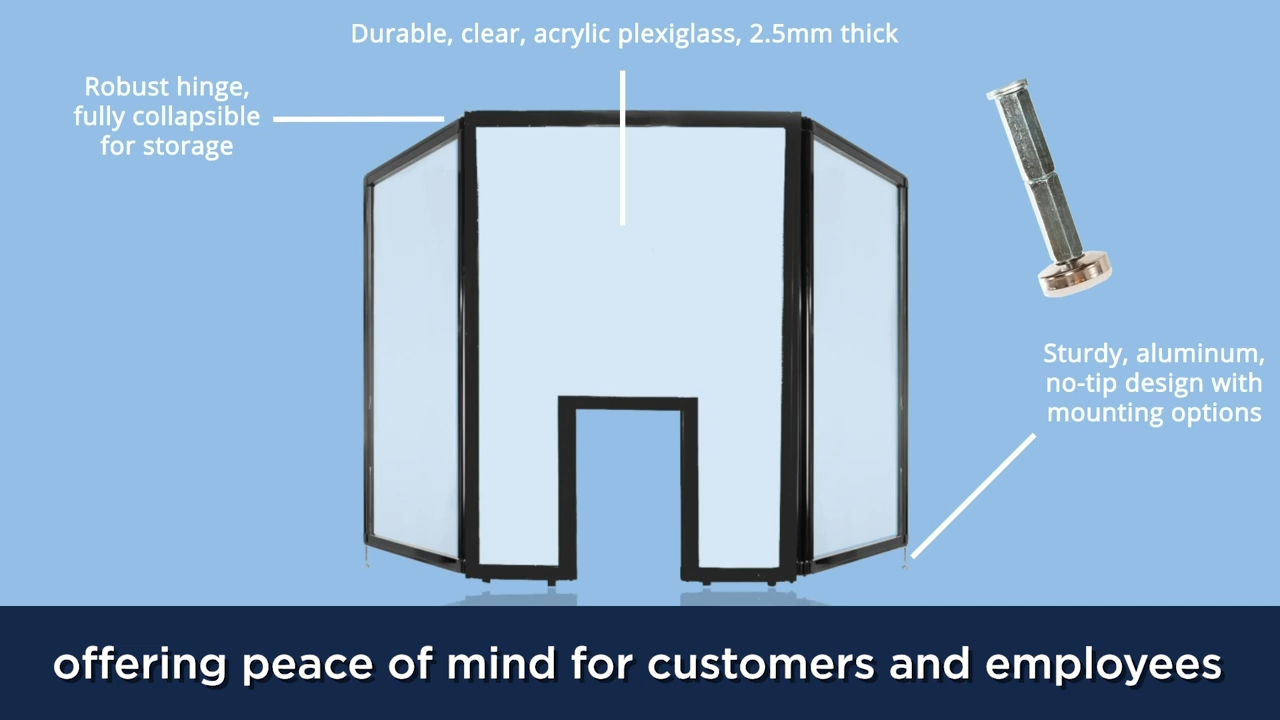 Durable, clear, acrylic plexiglass, 2.5mm thick
Robust hinge,
fully collapsible
for storage
Sturdy, aluminum,
no-tip design with
mounting options
offering peace of mind for customers and employees